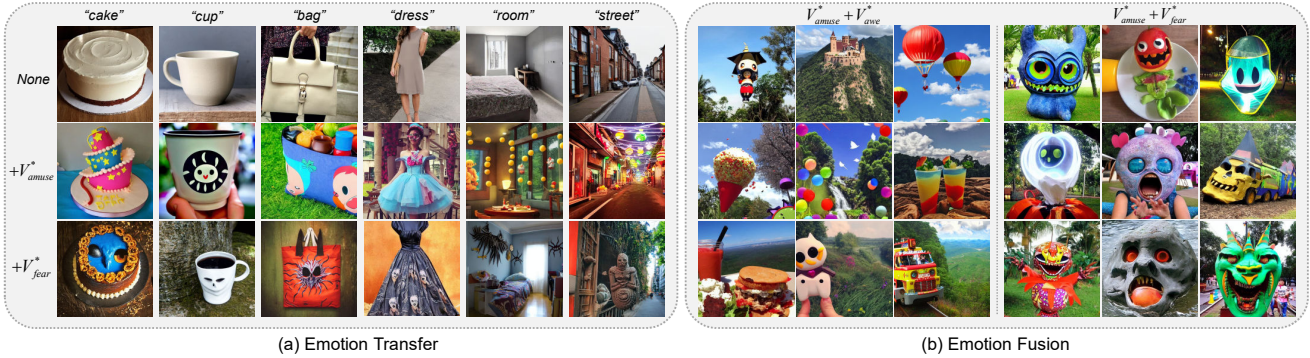 “cake” “cup” “bag” “dress” “room” “street”
None
+V*amuse
+V*fear
(a) Emotion Transfer
V*amuse + V*awe
V*amuse + V*fear
(b) Emotion Fusion